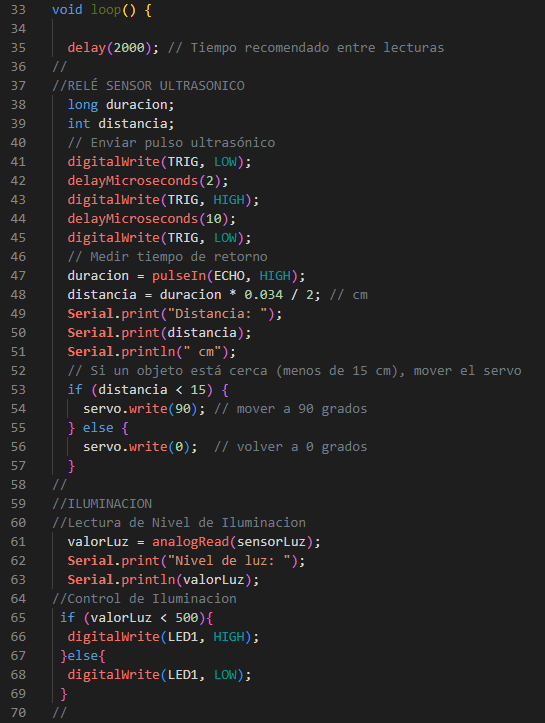 33 void loop() {
34
35 delay(2000); // Tiempo recomendado entre lecturas
36 //
37 //RELÉ SENSOR ULTRASONICO
38 long duracion;
39 int distancia;
40 // Enviar pulso ultrasónico
41 digitalWrite(TRIG, LOW);
42 delayMicroseconds(2);
43 digitalWrite(TRIG, HIGH);
44 delayMicroseconds(10);
45 digitalWrite(TRIG, LOW);
46 // Medir tiempo de retorno
47 duracion = pulseIn(ECHO, HIGH);
48 distancia = duracion * 0.034 / 2; // cm
49 Serial.print("Distancia: ");
50 Serial.print(distancia);
51 Serial.println(" cm");
52 // Si un objeto está cerca (menos de 15 cm), mover el servo
53 if (distancia < 15) {
54 servo.write(90); // mover a 90 grados
55 } else {
56 servo.write(0);  // volver a 0 grados
57 }
58 //
59 //ILUMINACION
60 //Lectura de Nivel de Iluminacion
61 valorLuz = analogRead(sensorLuz);
62 Serial.print("Nivel de luz: ");
63 Serial.println(valorLuz);
64 //Control de Iluminacion
65 if (valorLuz < 500){
66 digitalWrite(LED1, HIGH);
67 }else{
68 digitalWrite(LED1, LOW);
69 }
70 //